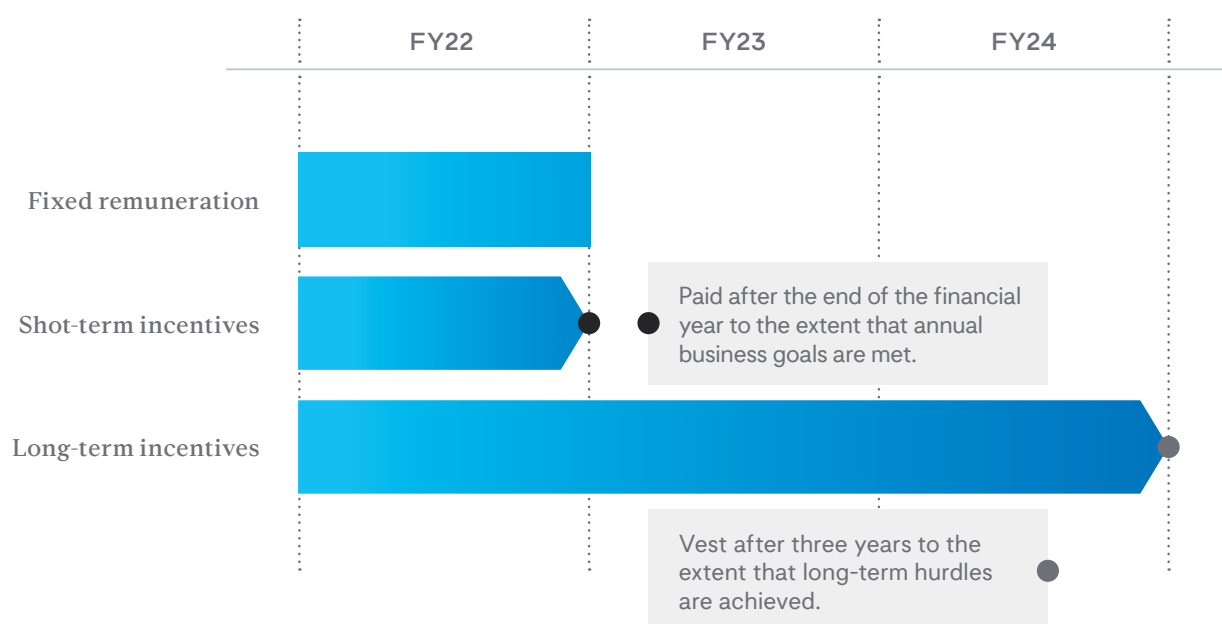 FY22 FY23 FY24
Fixed remuneration
Shot-term incentives
Paid after the end of the financial
year to the extent that annual
business goals are met.
Long-term incentives
Vest after three years to the
extent that long-term hurdles
are achieved.